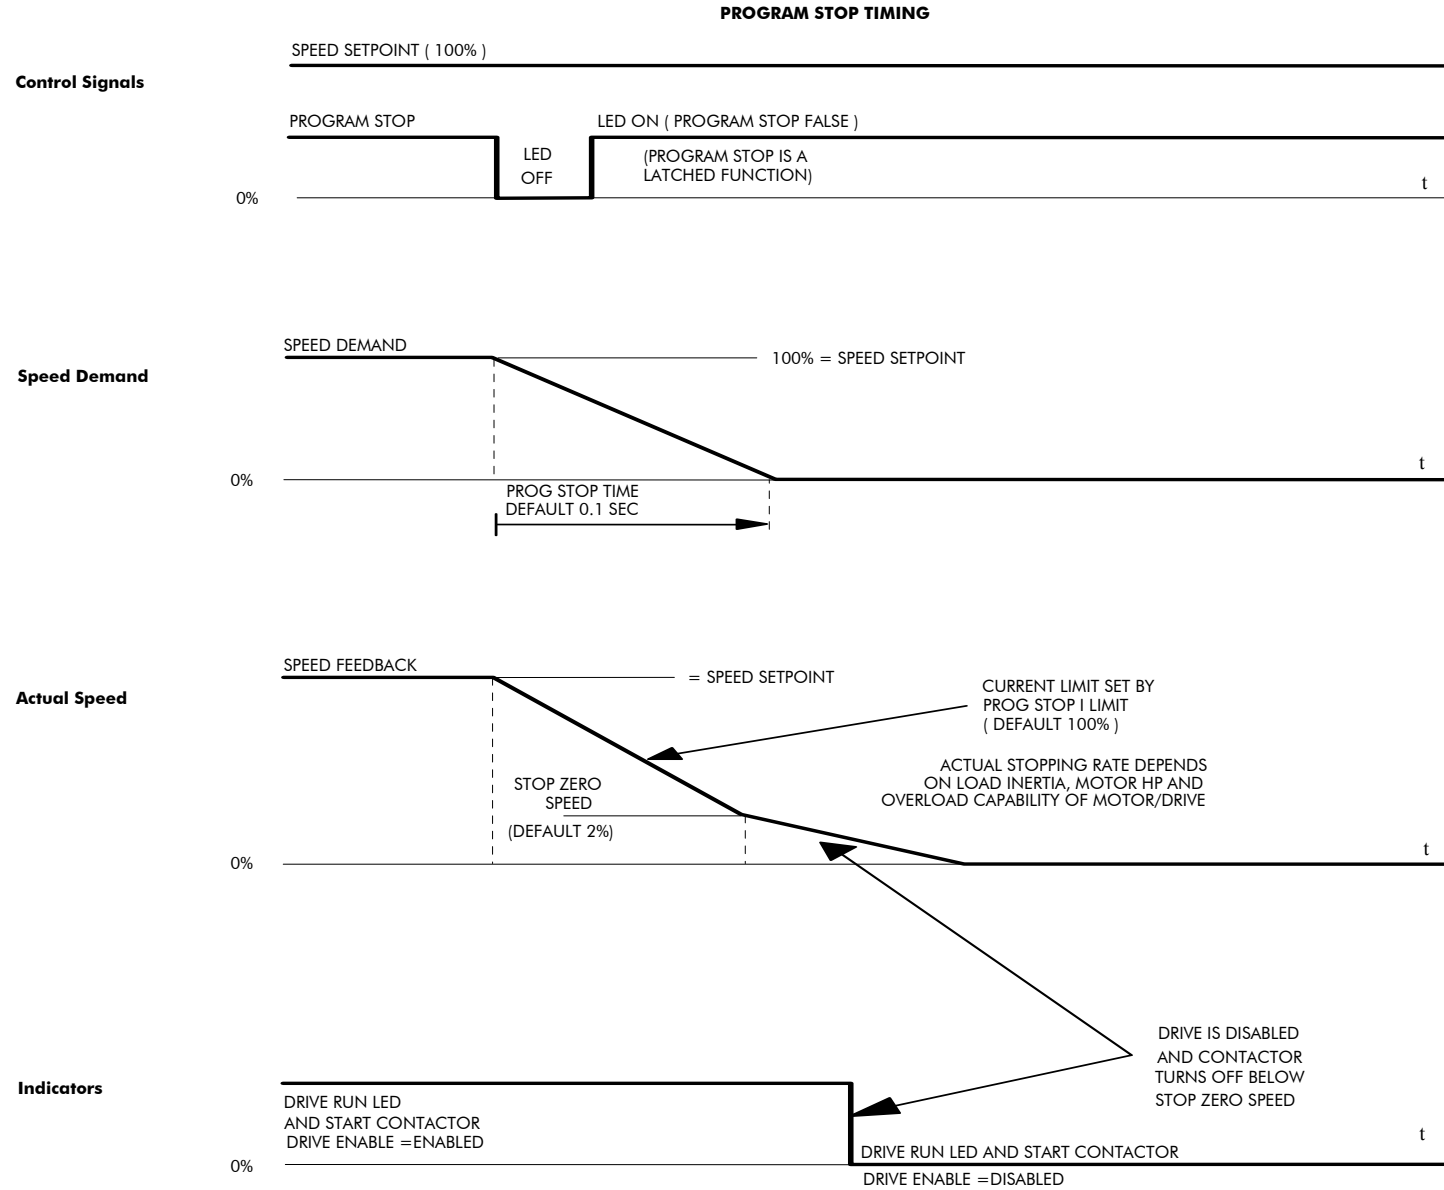 PROGRAM STOP TIMING
SPEED SETPOINT ( 100% )
Control Signals
PROGRAM STOP
LED ON ( PROGRAM STOP FALSE )
LED
OFF
(PROGRAM STOP IS A
LATCHED FUNCTION)
t
0%
SPEED DEMAND
100% = SPEED SETPOINT
Speed Demand
t
0%
PROG STOP TIME
DEFAULT 0.1 SEC
SPEED FEEDBACK
= SPEED SETPOINT
Actual Speed
CURRENT LIMIT SET BY
PROG STOP I LIMIT
( DEFAULT 100% )
ACTUAL STOPPING RATE DEPENDS
ON LOAD INERTIA, MOTOR HP AND
OVERLOAD CAPABILITY OF MOTOR/DRIVE
STOP ZERO
SPEED
(DEFAULT 2%)
t
0%
DRIVE IS DISABLED
AND CONTACTOR
TURNS OFF BELOW
STOP ZERO SPEED
Indicators
DRIVE RUN LED
AND START CONTACTOR
DRIVE ENABLE =ENABLED
t
DRIVE RUN LED AND START CONTACTOR
0%
DRIVE ENABLE =DISABLED